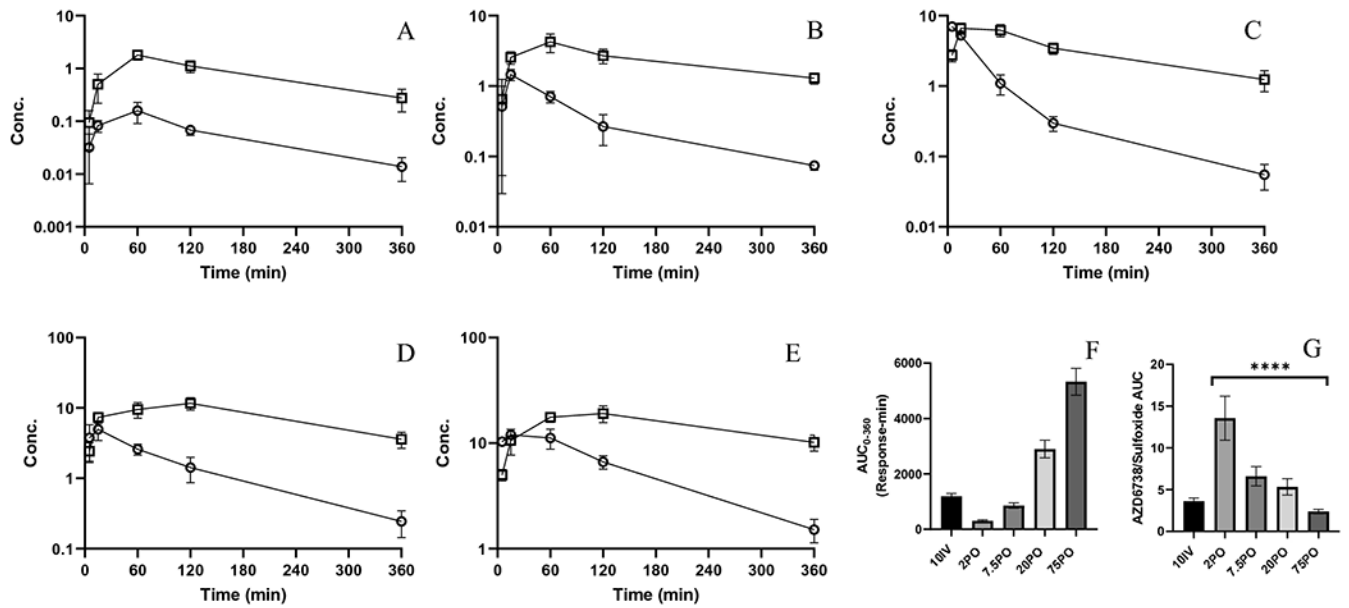 A
Conc.
10
1
0.1
0.01
0.001
0 60 120 180 240 300 360
Time (min)
B
Conc.
10
1
0.1
0.01
0 60 120 180 240 300 360
Time (min)
C
Conc.
10
1
0.1
0.01
0 60 120 180 240 300 360
Time (min)
D
Conc.
100
10
1
0.1
0 60 120 180 240 300 360
Time (min)
E
Conc.
100
10
1
0 60 120 180 240 300 360
Time (min)
F
AUC0-360
(Response-min)
6000
4000
2000
0
10IV 2PO 7.5PO 20PO 75PO
G
****
AZD6738/Sulfoxide AUC
20
15
10
5
0
10IV 2PO 7.5PO 20PO 75PO